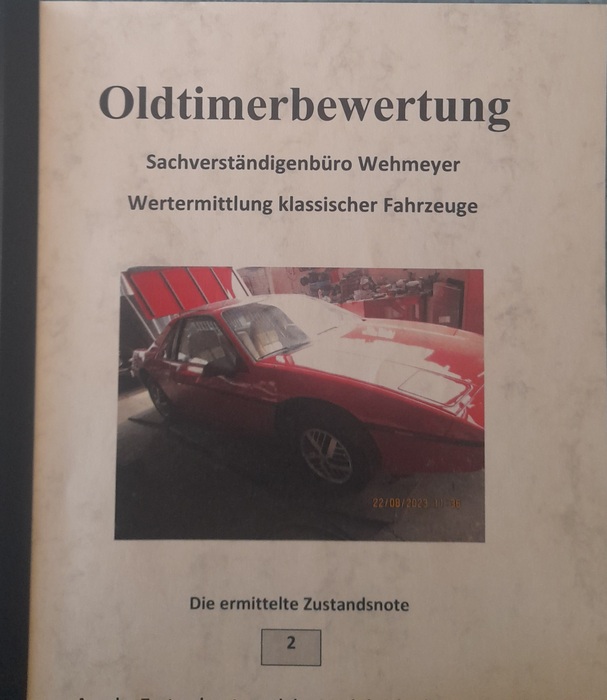 Oldtimerbewertung
Sachverständigenbüro Wehmeyer
Wertermittlung klassischer Fahrzeuge
22/08/2023
Die ermittelte Zustandsnote
2